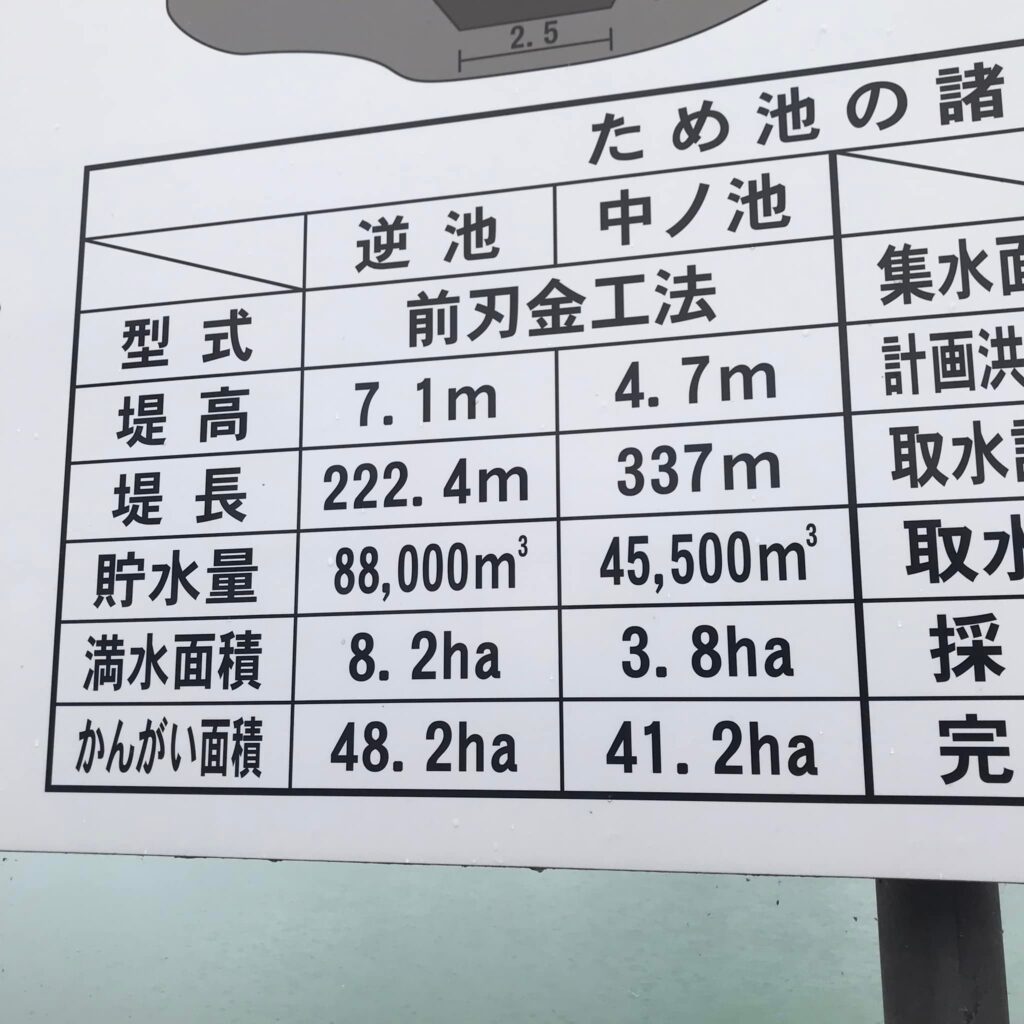 2.5
ため池の諸
逆池 中ノ池
型式 前刃金工法 集水面
堤高 7.1m 4.7m 計画洪
堤長 222.4m 337m 取水設
貯水量 88,000m³ 45,500m³ 取水
満水面積 8.2ha 3.8ha 採
かんがい面積 48.2ha 41.2ha 完